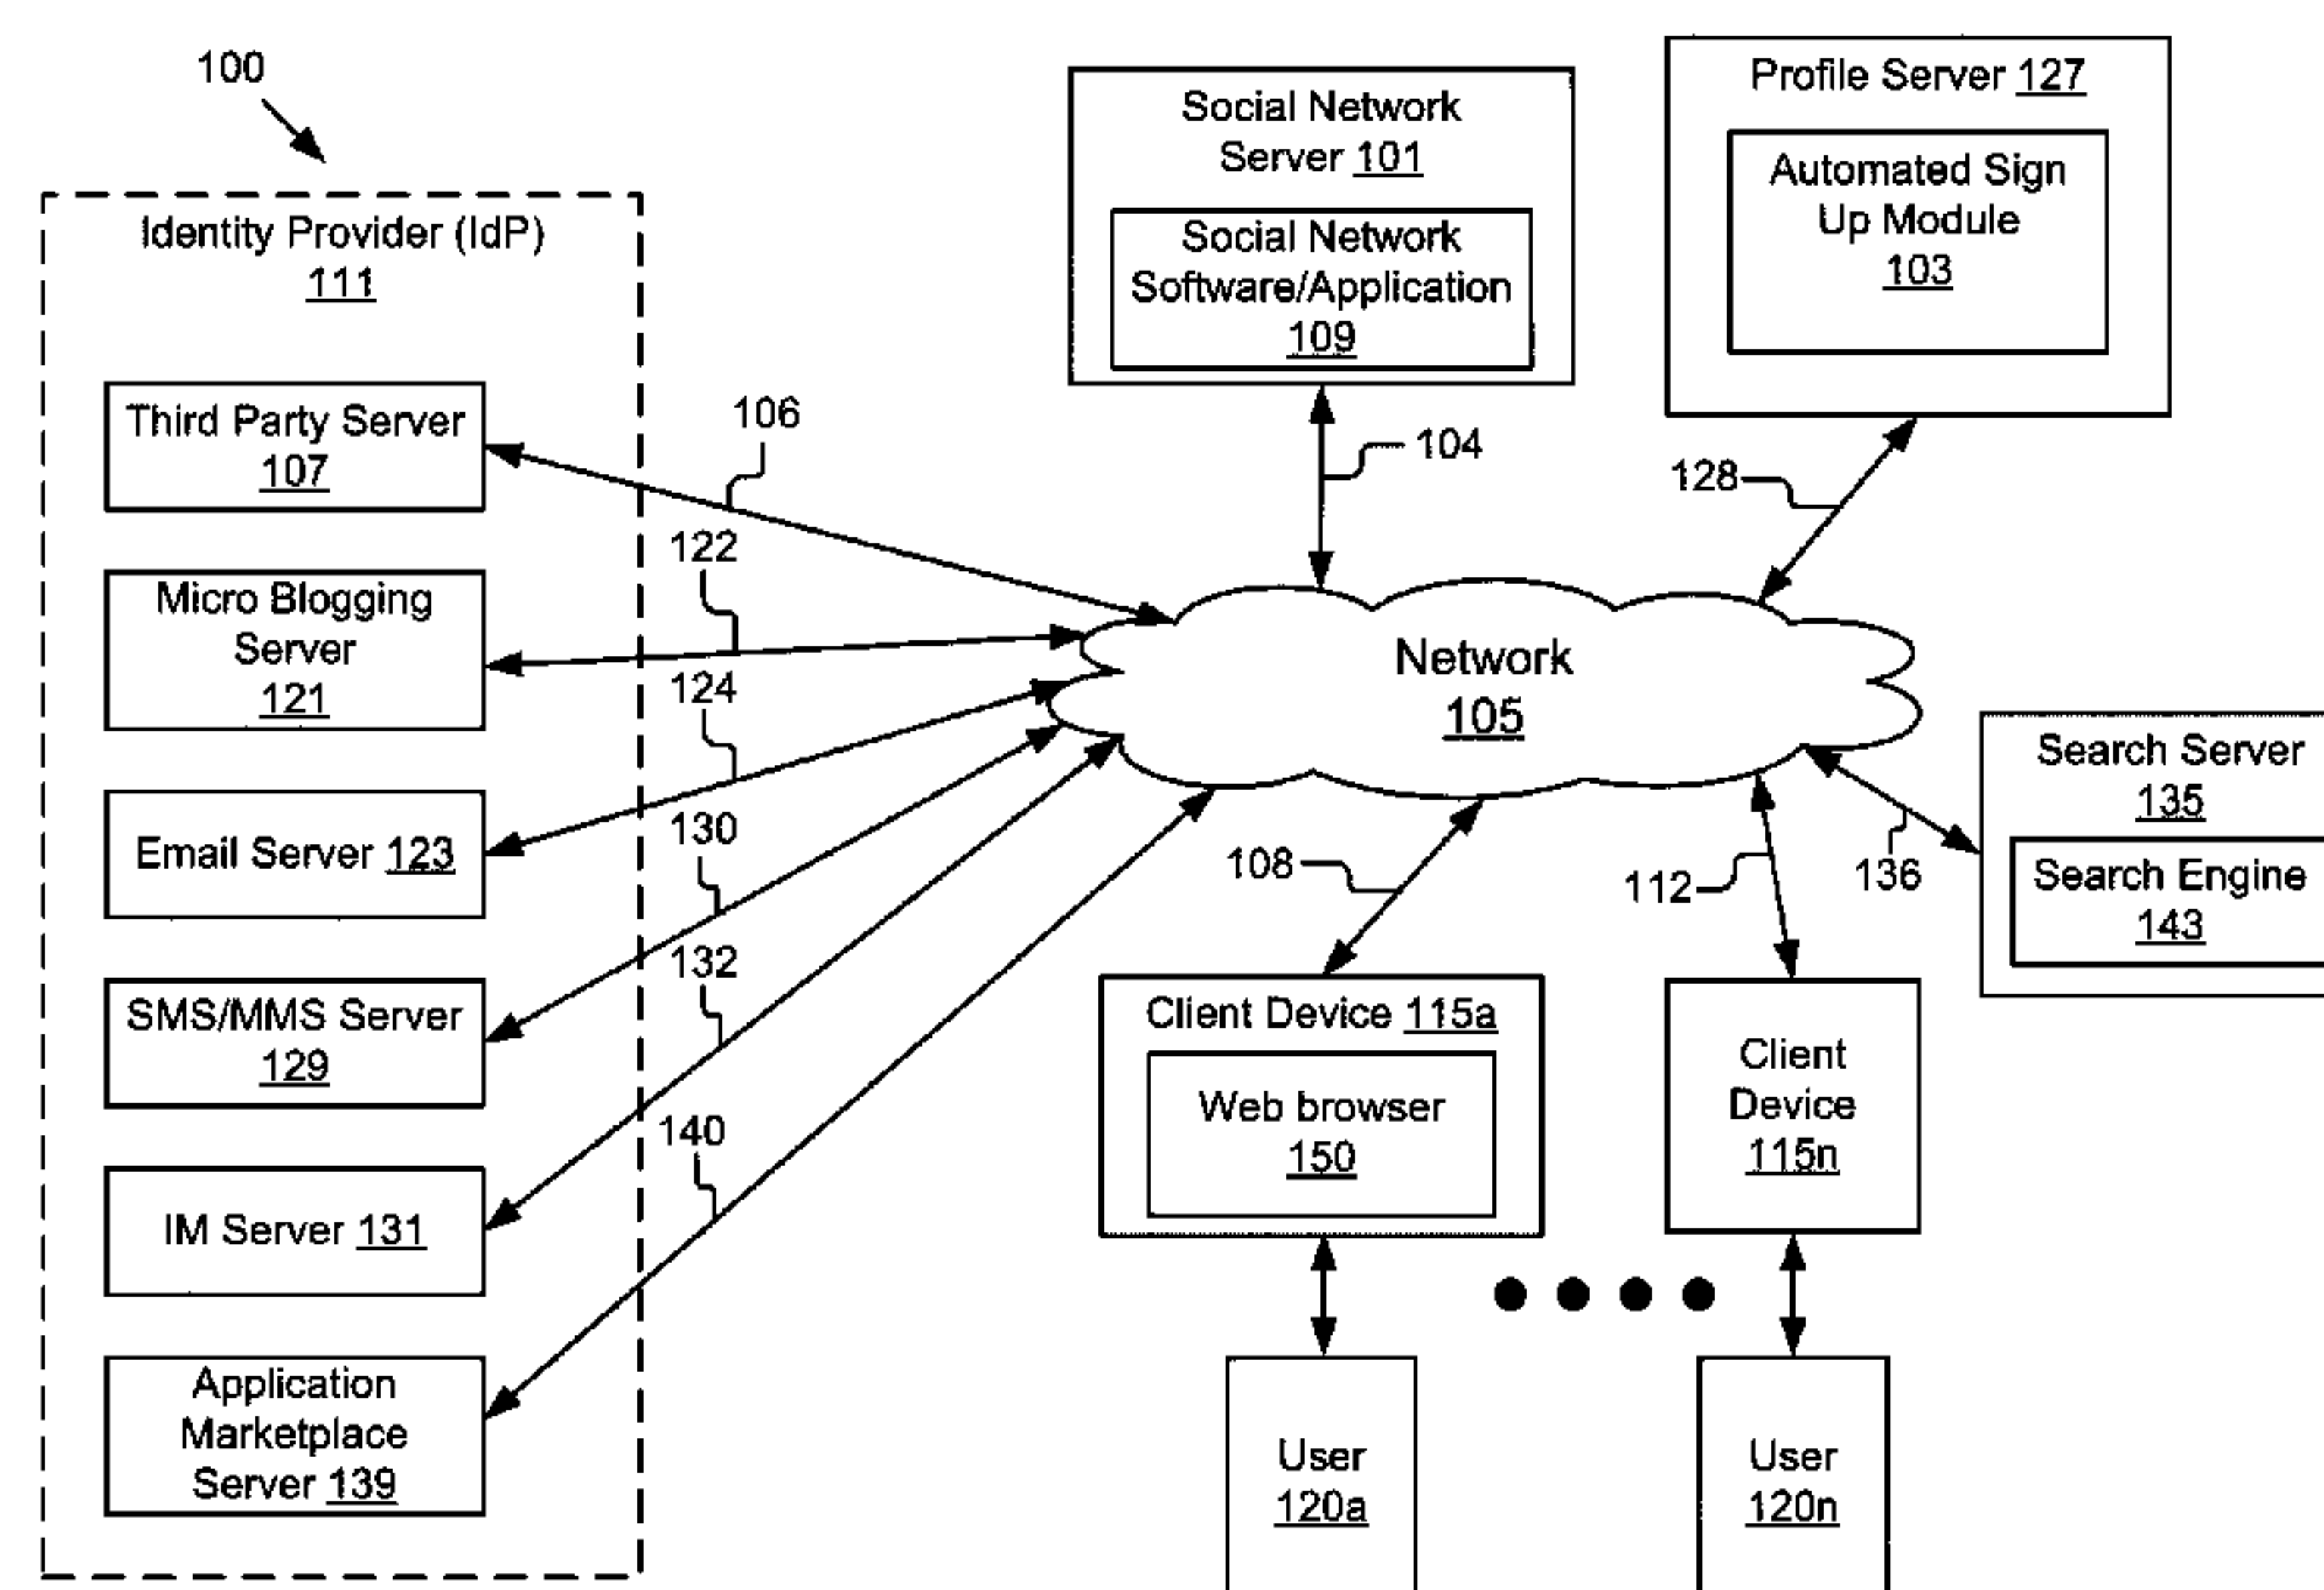 100
Identity Provider (IdP)
111
Third Party Server
107
Micro Blogging
Server
121
Email Server 123
SMS/MMS Server
129
IM Server 131
Application
Marketplace
Server 139
106
122
124
130
132
140
Social Network
Server 101
Social Network
Software/Application
109
104
Profile Server 127
Automated Sign
Up Module
103
128
Network
105
Search Server
135
Search Engine
143
136
108
112
Client Device 115a
Web browser
150
Client
Device
115n
User
120a
User
120n